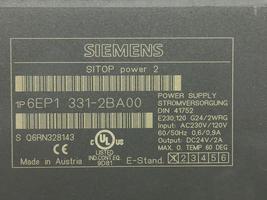 SIEMENS
SITOP power 2
1P 6EP1 331-2BA00
S Q6RN328143
Made in Austria
UL LISTED
IND.CONT.EQ.
9D81
E-Stand. X 2 3 4 5 6
POWER SUPPLY
STROMVERSORGUNG
DIN 41752
E230,120 G24/2WRG
Input: AC230V/120V
60/50Hz 0,6/0,9A
Output: DC24V/2A
MAX. O. TEMP 60 DEG